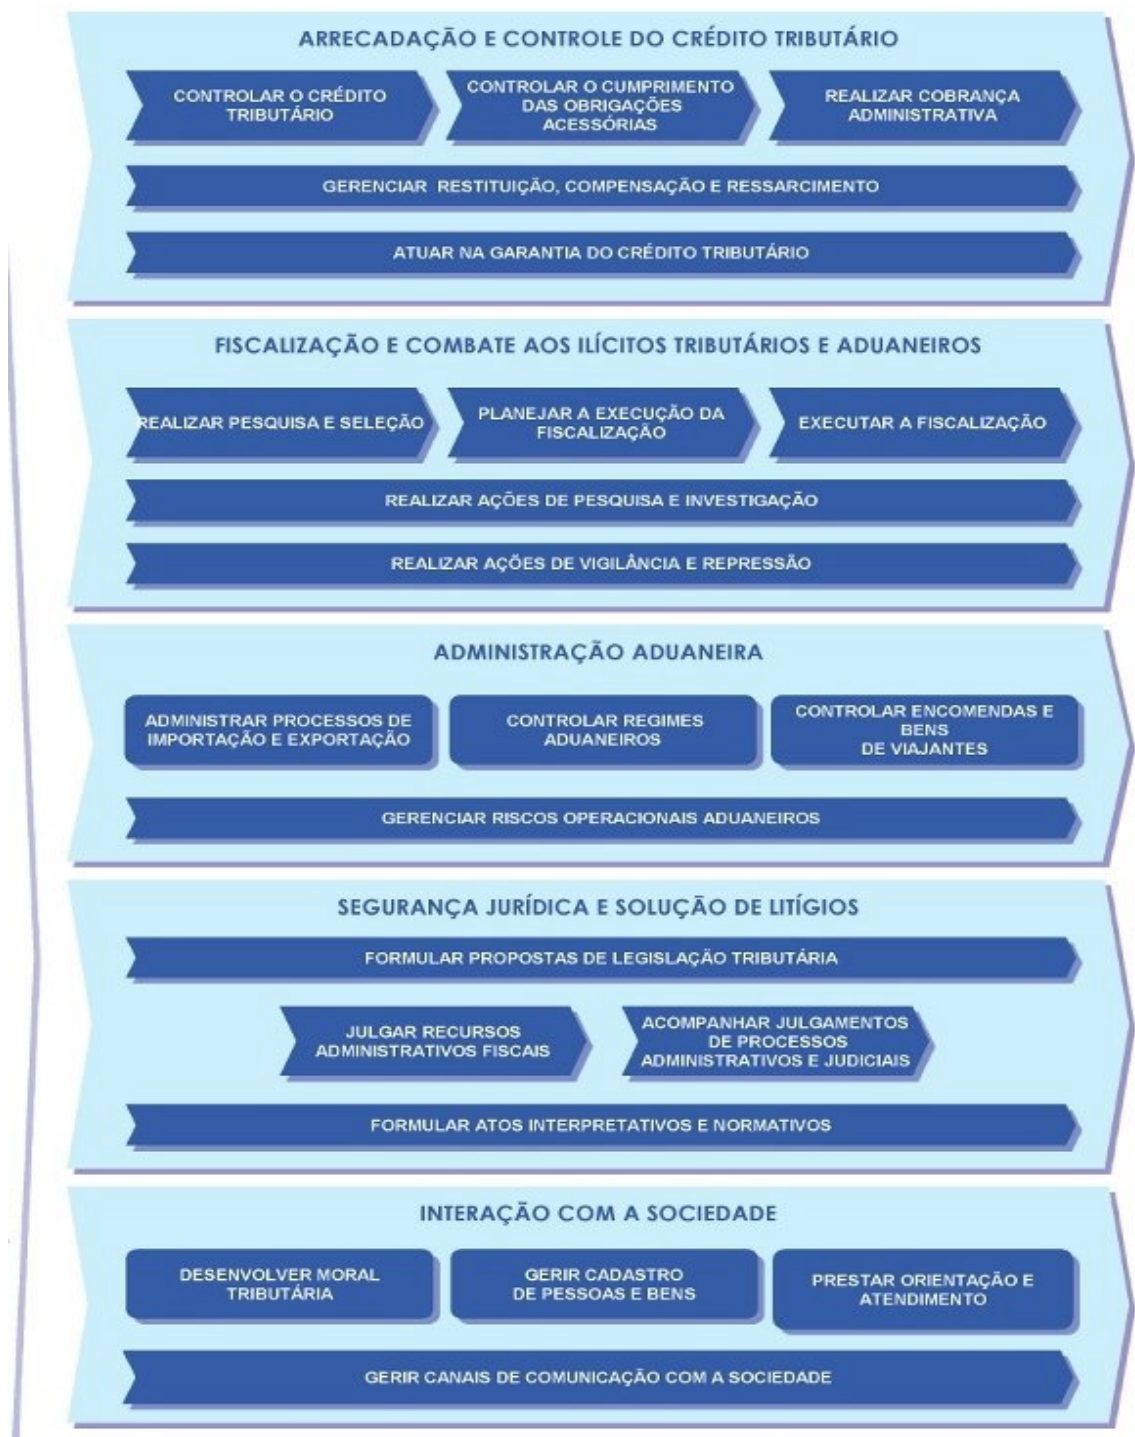 ARRECADAÇÃO E CONTROLE DO CRÉDITO TRIBUTÁRIO
CONTROLAR O CRÉDITO
TRIBUTÁRIO
CONTROLAR O CUMPRIMENTO
DAS OBRIGAÇÕES
ACESSÓRIAS
REALIZAR COBRANÇA
ADMINISTRATIVA
GERENCIAR RESTITUIÇÃO, COMPENSAÇÃO E RESSARCIMENTO
ATUAR NA GARANTIA DO CRÉDITO TRIBUTÁRIO
FISCALIZAÇÃO E COMBATE AOS ILÍCITOS TRIBUTÁRIOS E ADUANEIROS
REALIZAR PESQUISA E SELEÇÃO
PLANEJAR A EXECUÇÃO DA
FISCALIZAÇÃO
EXECUTAR A FISCALIZAÇÃO
REALIZAR AÇÕES DE PESQUISA E INVESTIGAÇÃO
REALIZAR AÇÕES DE VIGILÂNCIA E REPRESSÃO
ADMINISTRAÇÃO ADUANEIRA
ADMINISTRAR PROCESSOS DE
IMPORTAÇÃO E EXPORTAÇÃO
CONTROLAR REGIMES
ADUANEIROS
CONTROLAR ENCOMENDAS E
BENS
DE VIAJANTES
GERENCIAR RISCOS OPERACIONAIS ADUANEIROS
SEGURANÇA JURÍDICA E SOLUÇÃO DE LITÍGIOS
FORMULAR PROPOSTAS DE LEGISLAÇÃO TRIBUTÁRIA
JULGAR RECURSOS
ADMINISTRATIVOS FISCAIS
ACOMPANHAR JULGAMENTOS
DE PROCESSOS
ADMINISTRATIVOS E JUDICIAIS
FORMULAR ATOS INTERPRETATIVOS E NORMATIVOS
INTERAÇÃO COM A SOCIEDADE
DESENVOLVER MORAL
TRIBUTÁRIA
GERIR CADASTRO
DE PESSOAS E BENS
PRESTAR ORIENTAÇÃO E
ATENDIMENTO
GERIR CANAIS DE COMUNICAÇÃO COM A SOCIEDADE